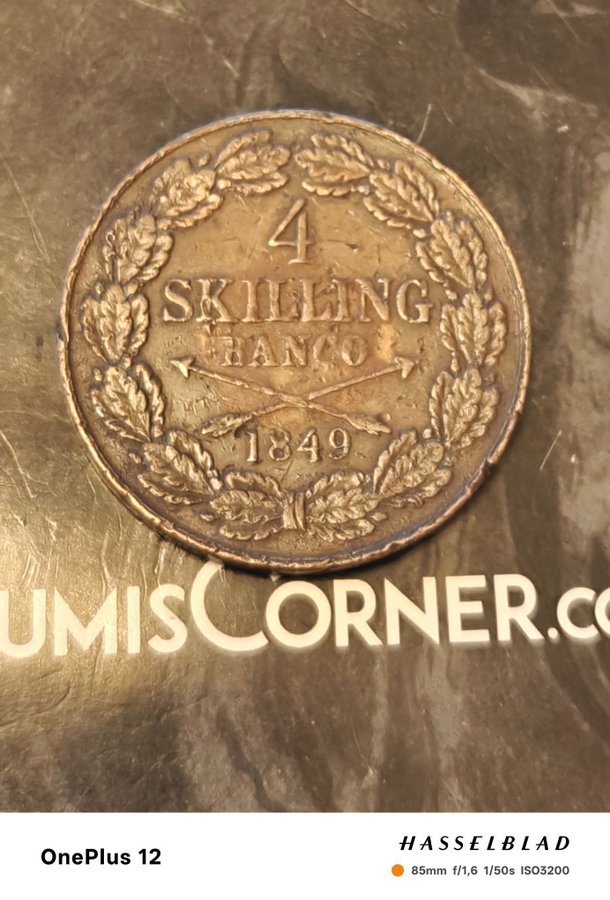 4
SKILLING
BANCO
1849
UMISCORNER.CO
OnePlus 12
HASSELBLAD
85mm f/1,6 1/50s ISO3200